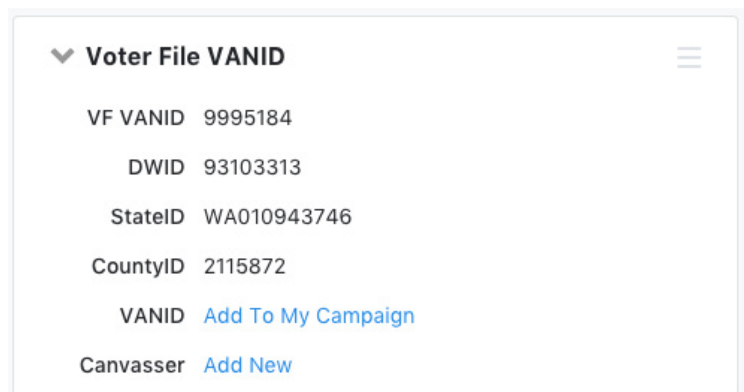 Voter File VANID
VF VANID 9995184
DWID 93103313
StateID WA010943746
CountyID 2115872
VANID Add To My Campaign
Canvasser Add New